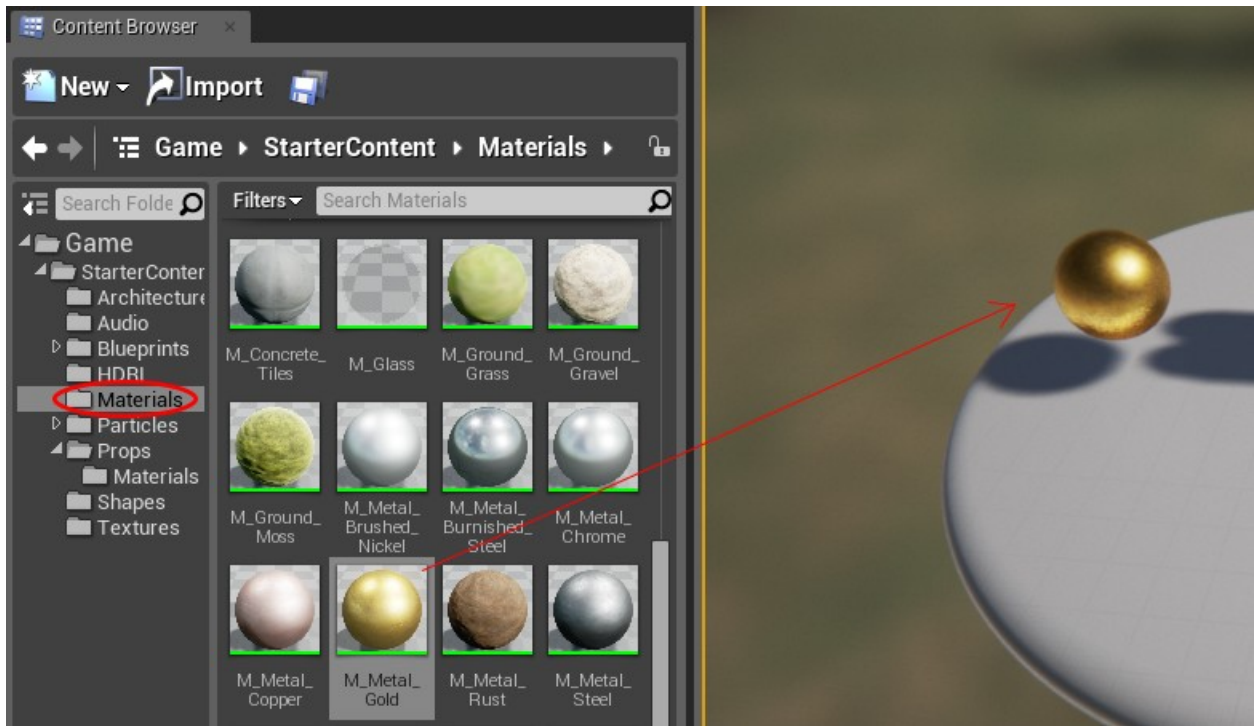 Content Browser
New Import
Game StarterContent Materials
Search Folde
Filters Search Materials
Game
StarterConter
Architecture
Audio
Blueprints
HDRI
Materials
Particles
Props
Materials
Shapes
Textures
M_Concrete_
Tiles
M_Glass
M_Ground_
Grass
M_Ground_
Gravel
M_Ground_
Moss
M_Metal_
Brushed_
Nickel
M_Metal_
Burnished_
Steel
M_Metal_
Chrome
M_Metal_
Copper
M_Metal_
Gold
M_Metal_
Rust
M_Metal_
Steel